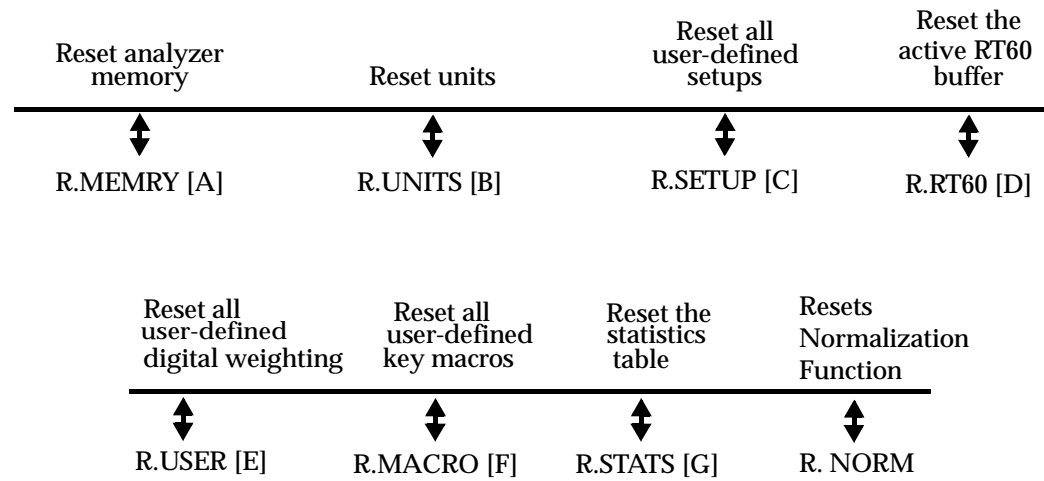 Reset analyzer
memory
Reset units
Reset all
user-defined
setups
Reset the
active RT60
buffer
R.MEMRY [A]
R.UNITS [B]
R.SETUP [C]
R.RT60 [D]
Reset all
user-defined
digital weighting
Reset all
user-defined
key macros
Reset the
statistics
table
Resets
Normalization
Function
R.USER [E]
R.MACRO [F]
R.STATS [G]
R. NORM